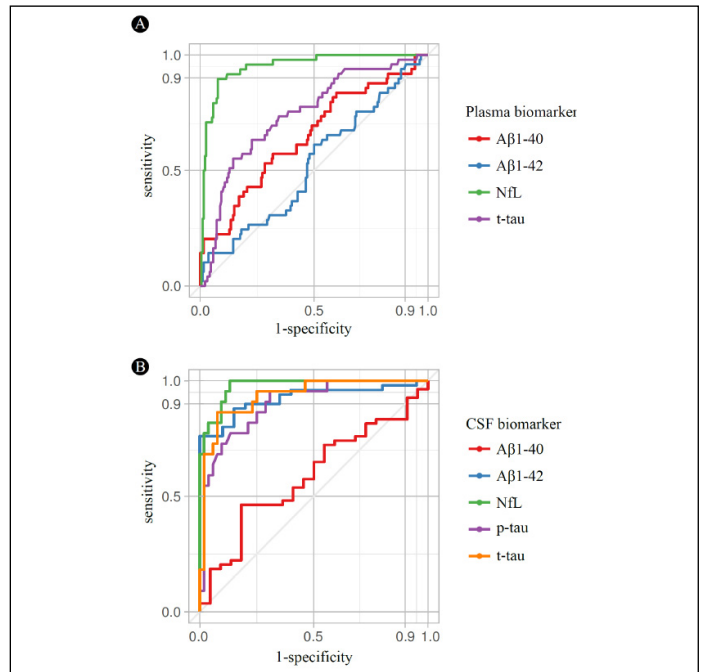 A
1.0
0.9
0.5
0.0
sensitivity
0.0 0.5 0.9 1.0
1-specificity
Plasma biomarker
Aβ1-40
Aβ1-42
NfL
t-tau
B
1.0
0.9
0.5
0.0
sensitivity
0.0 0.5 0.9 1.0
1-specificity
CSF biomarker
Aβ1-40
Aβ1-42
NfL
p-tau
t-tau